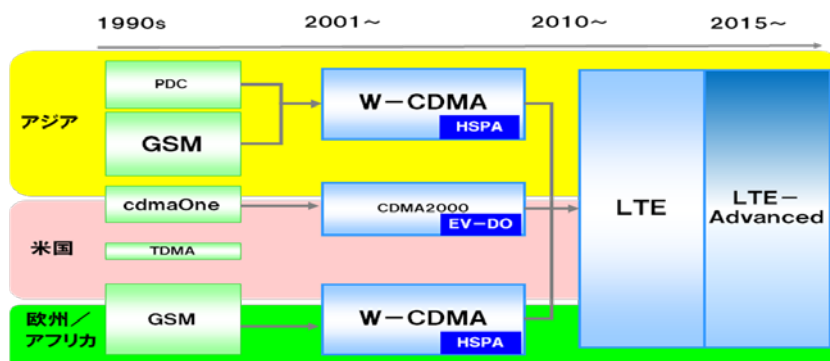 1990s
2001～
2010～
2015～
アジア
PDC
GSM
W－CDMA
HSPA
米国
cdmaOne
CDMA2000
EV－DO
TDMA
欧州／
アフリカ
GSM
W－CDMA
HSPA
LTE
LTE－
Advanced